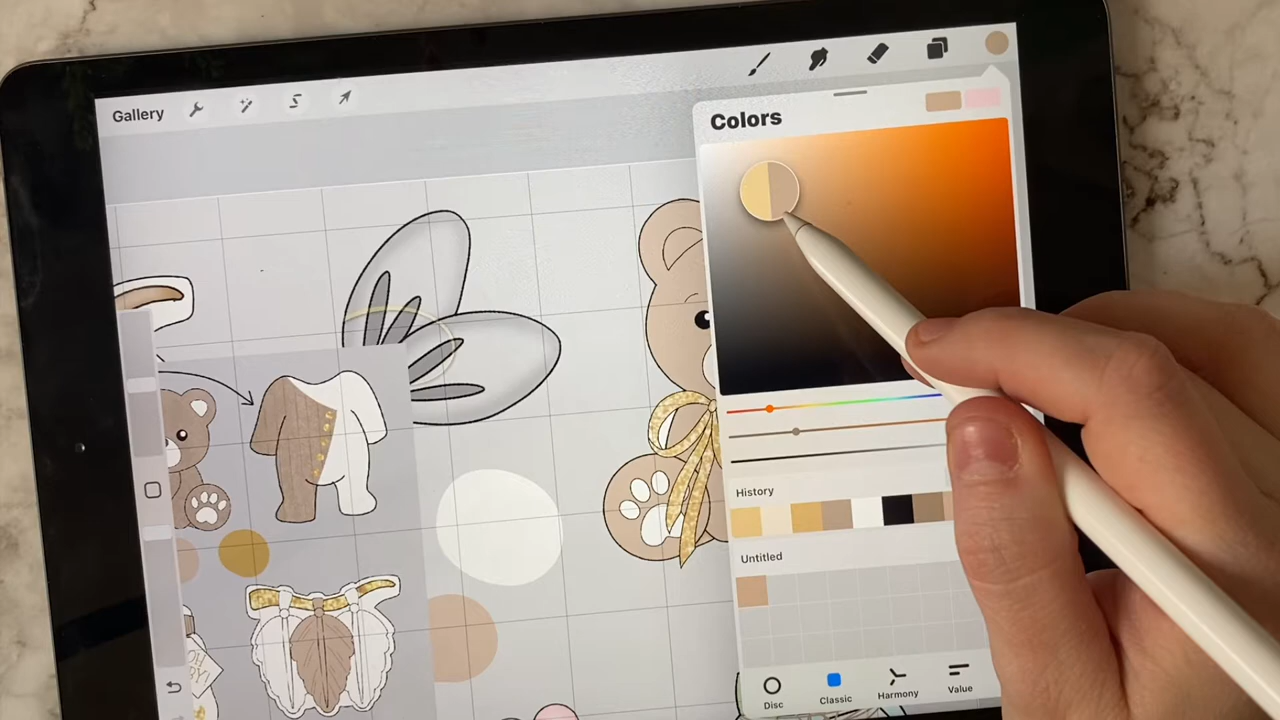 Gallery
Colors
History
Untitled
Disc
Classic
Harmony
Value